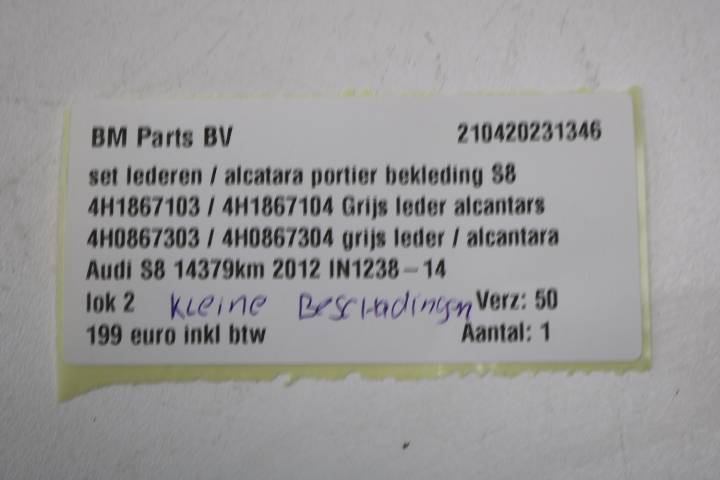 BM Parts BV 210420231346
set lederen / alcatara portier bekleding S8
4H1867103 / 4H1867104 Grijs leder alcantars
4H0867303 / 4H0867304 grijs leder / alcantara
Audi S8 14379km 2012 IN1238-14
lok 2 Kleine Beschadingen Verz: 50
199 euro inkl btw Aantal: 1